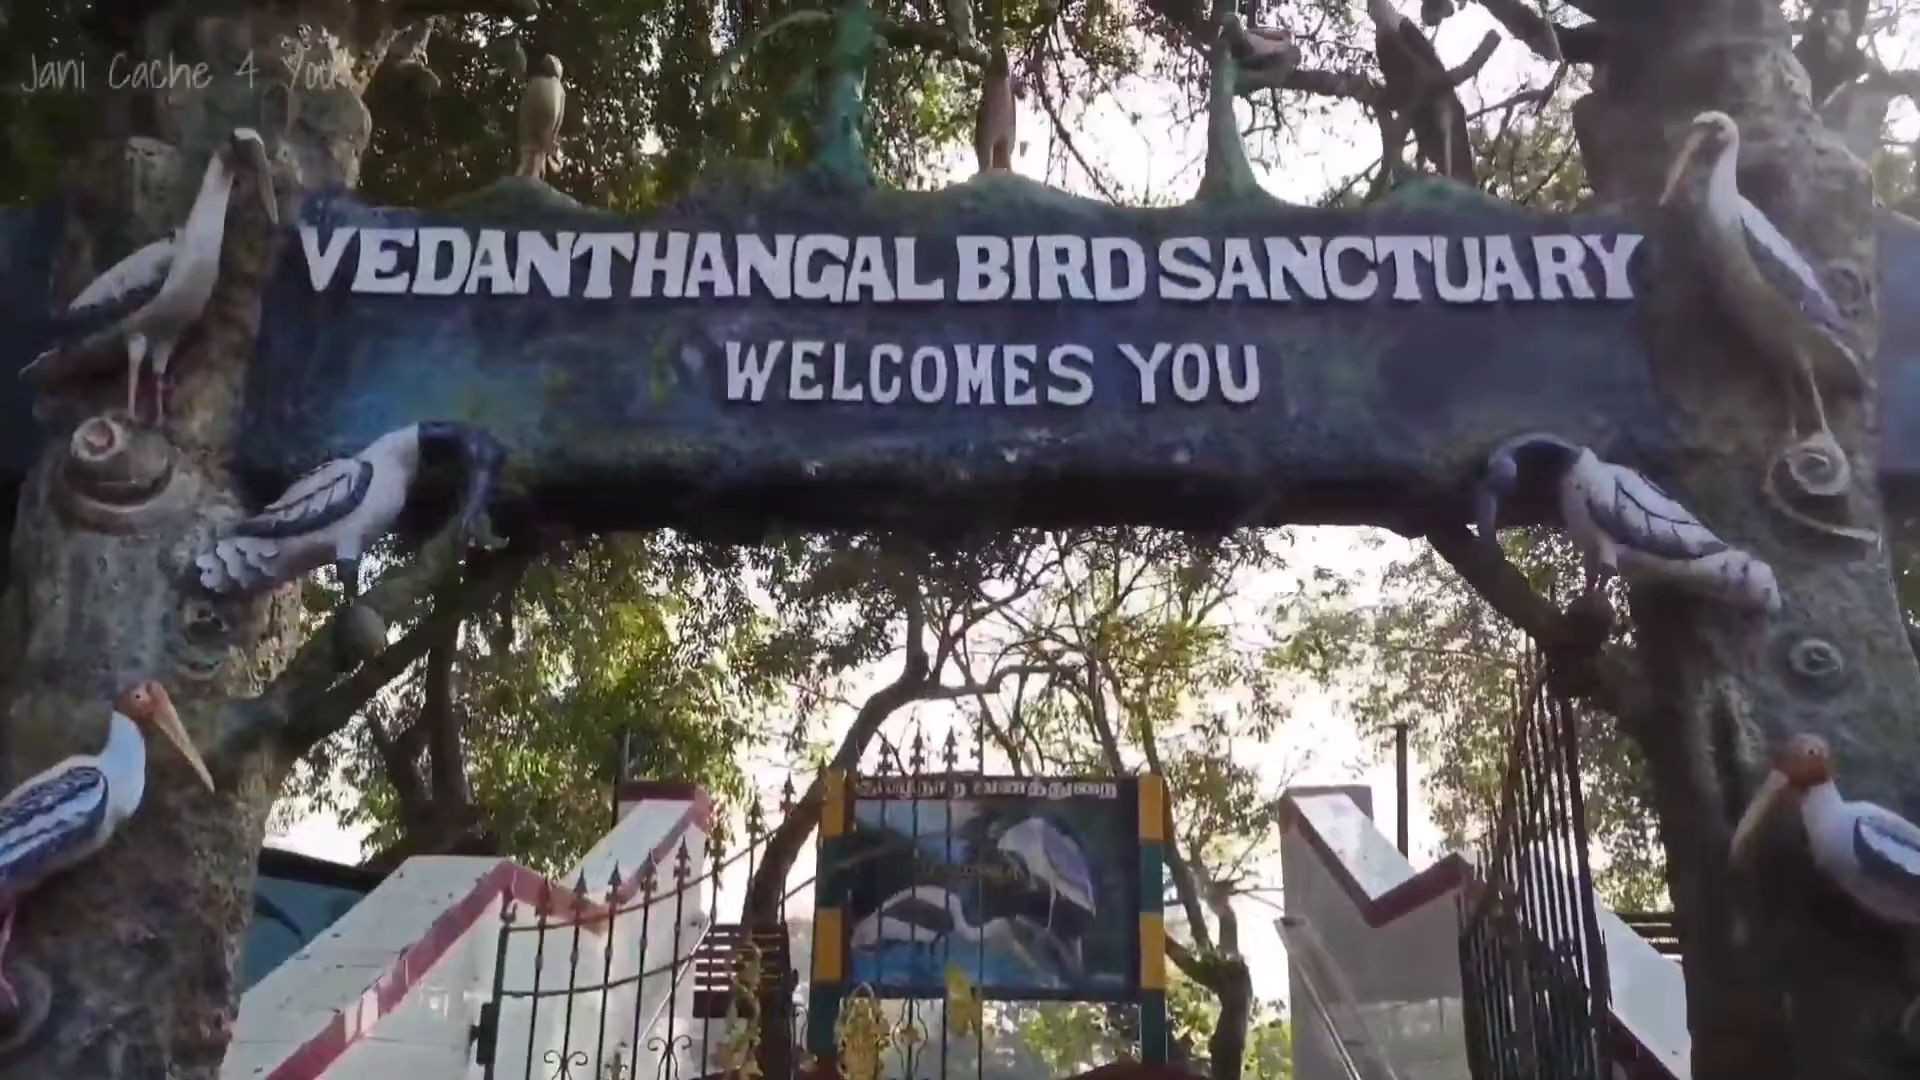 Jani Cache 4 You
VEDANTHANGAL BIRD SANCTUARY
WELCOMES YOU